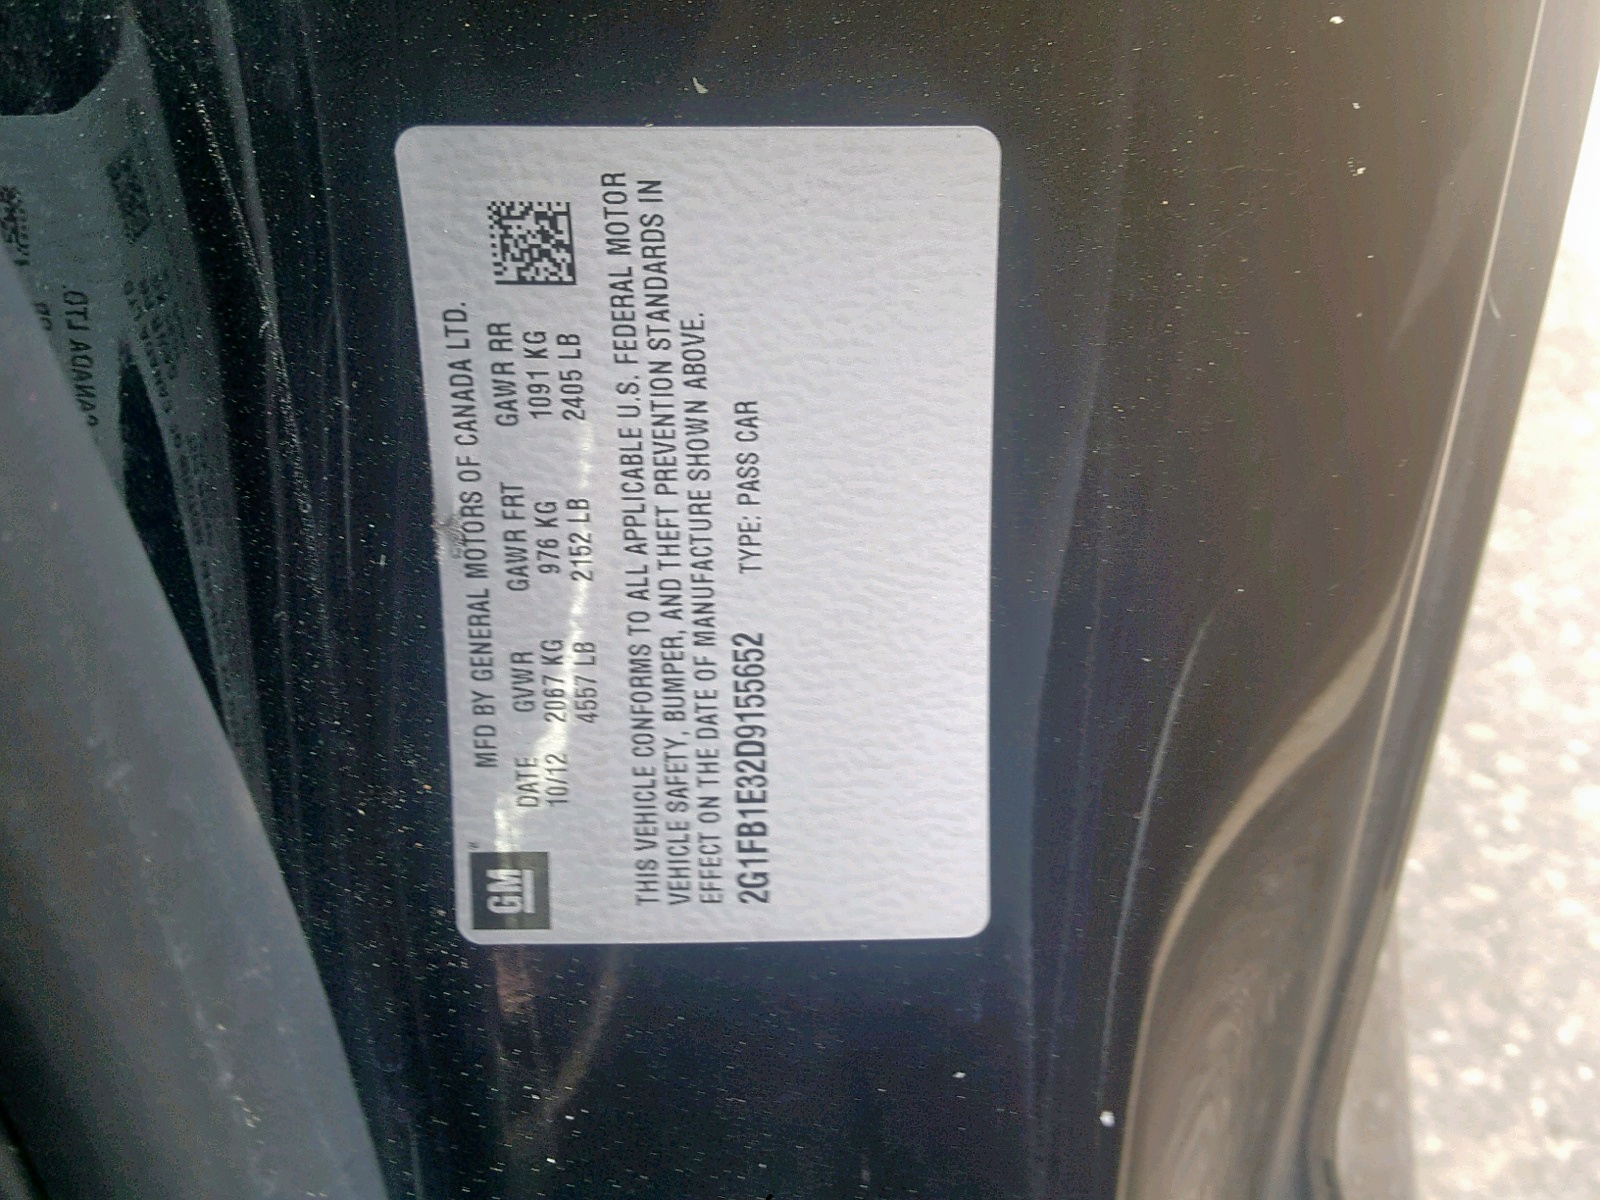 GM
MFD BY GENERAL MOTORS OF CANADA LTD.
DATE GVWR GAWR FRT GAWR RR
10/12 2067 KG 976 KG 1091 KG
4557 LB 2152 LB 2405 LB
THIS VEHICLE CONFORMS TO ALL APPLICABLE U.S. FEDERAL MOTOR
VEHICLE SAFETY, BUMPER, AND THEFT PREVENTION STANDARDS IN
EFFECT ON THE DATE OF MANUFACTURE SHOWN ABOVE.
2G1FB1E32D9155652 TYPE: PASS CAR
CANADA LTD.